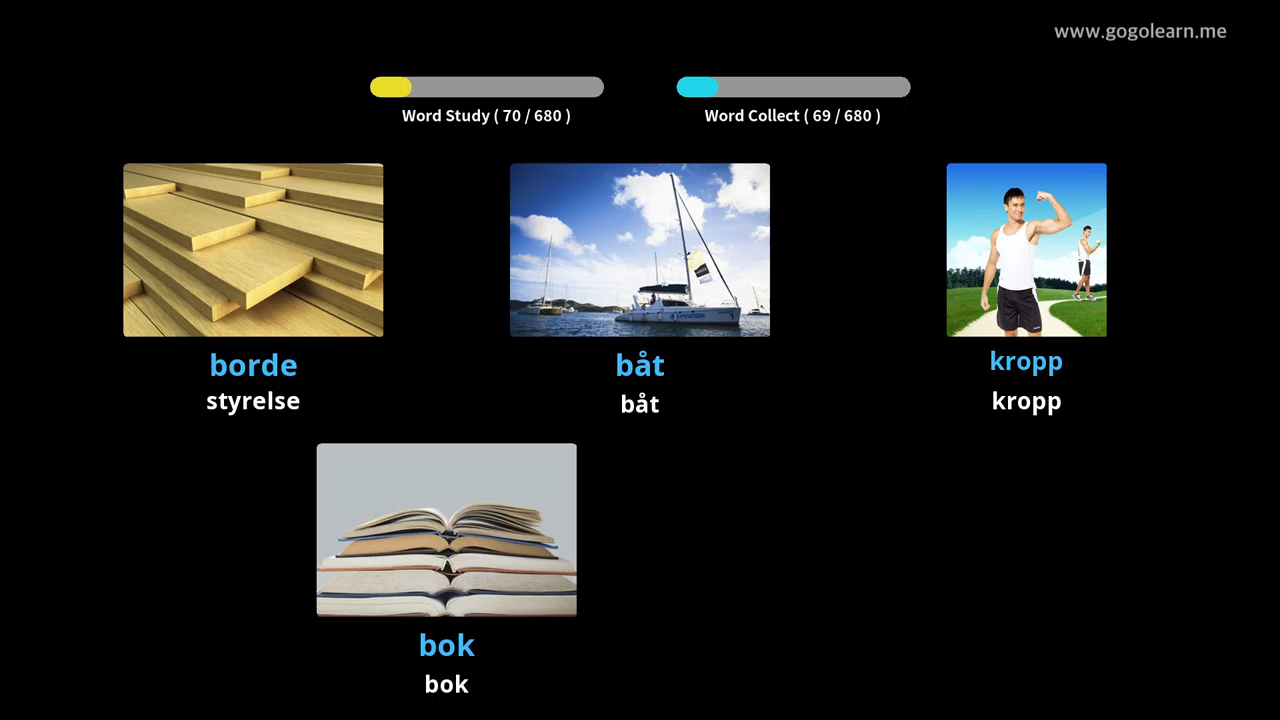 www.gogolearn.me
Word Study ( 70 / 680 )
Word Collect ( 69 / 680 )
borde
styrelse
båt
båt
kropp
kropp
bok
bok